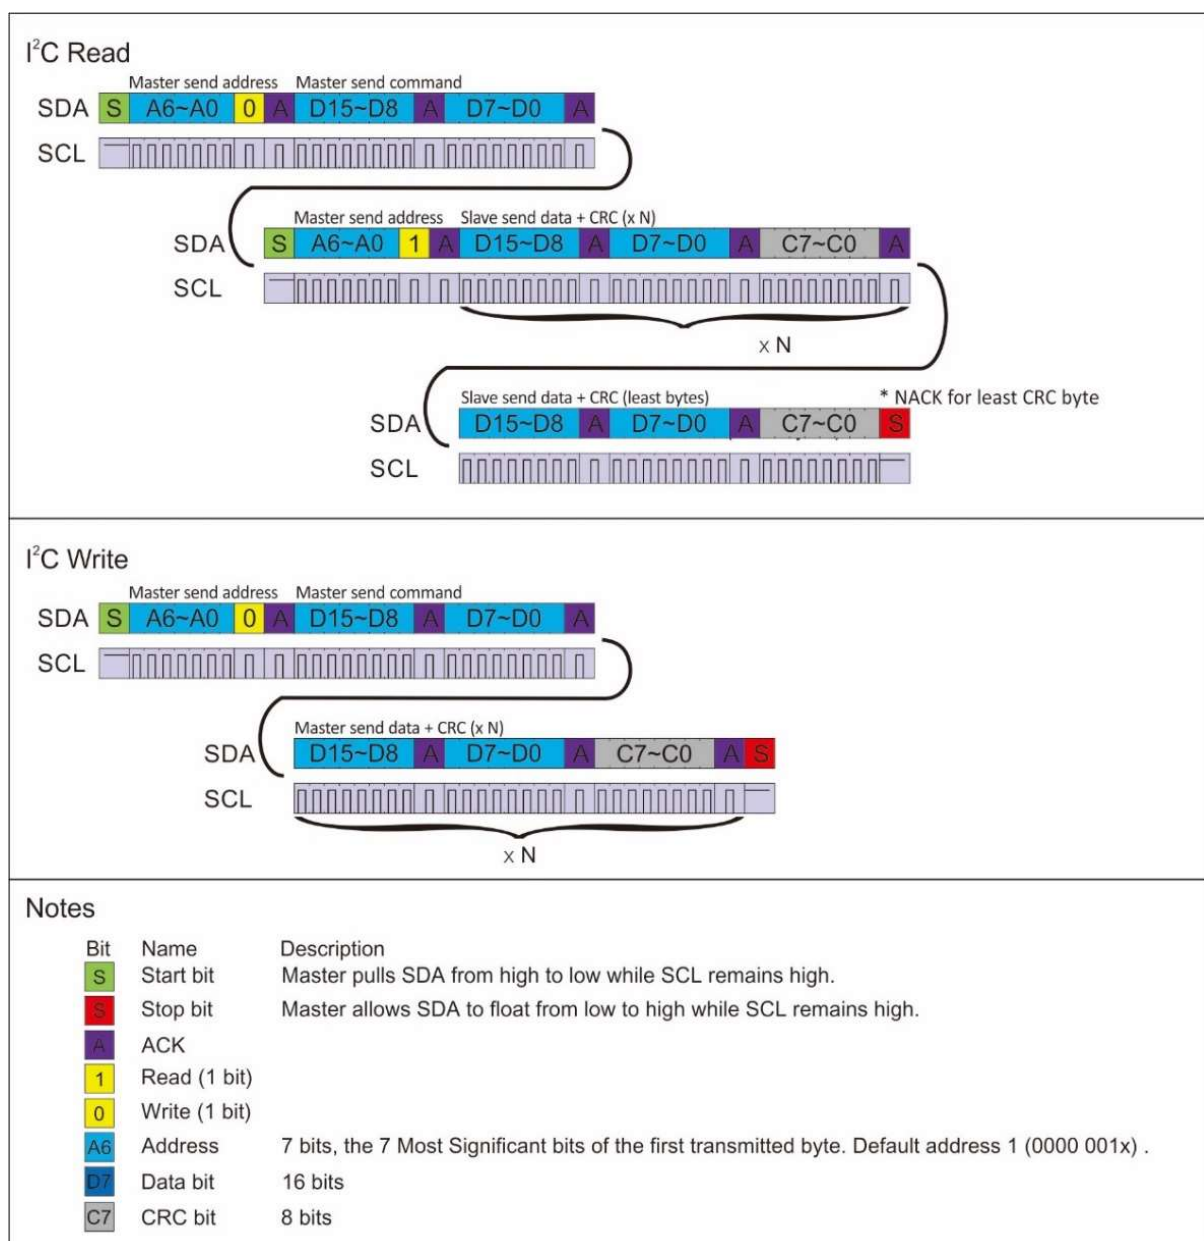 I²C Read
Master send address Master send command
SDA S A6~A0 0 A D15~D8 A D7~D0 A
SCL
Master send address Slave send data + CRC (x N)
SDA S A6~A0 1 A D15~D8 A D7~D0 A C7~C0 A
SCL
x N
Slave send data + CRC (least bytes) * NACK for least CRC byte
SDA D15~D8 A D7~D0 A C7~C0 S
SCL
I²C Write
Master send address Master send command
SDA S A6~A0 0 A D15~D8 A D7~D0 A
SCL
Master send data + CRC (x N)
SDA D15~D8 A D7~D0 A C7~C0 A S
SCL
x N
Notes
Bit Name Description
S Start bit Master pulls SDA from high to low while SCL remains high.
S Stop bit Master allows SDA to float from low to high while SCL remains high.
A ACK
1 Read (1 bit)
0 Write (1 bit)
A6 Address 7 bits, the 7 Most Significant bits of the first transmitted byte. Default address 1 (0000 001x) .
D7 Data bit 16 bits
C7 CRC bit 8 bits